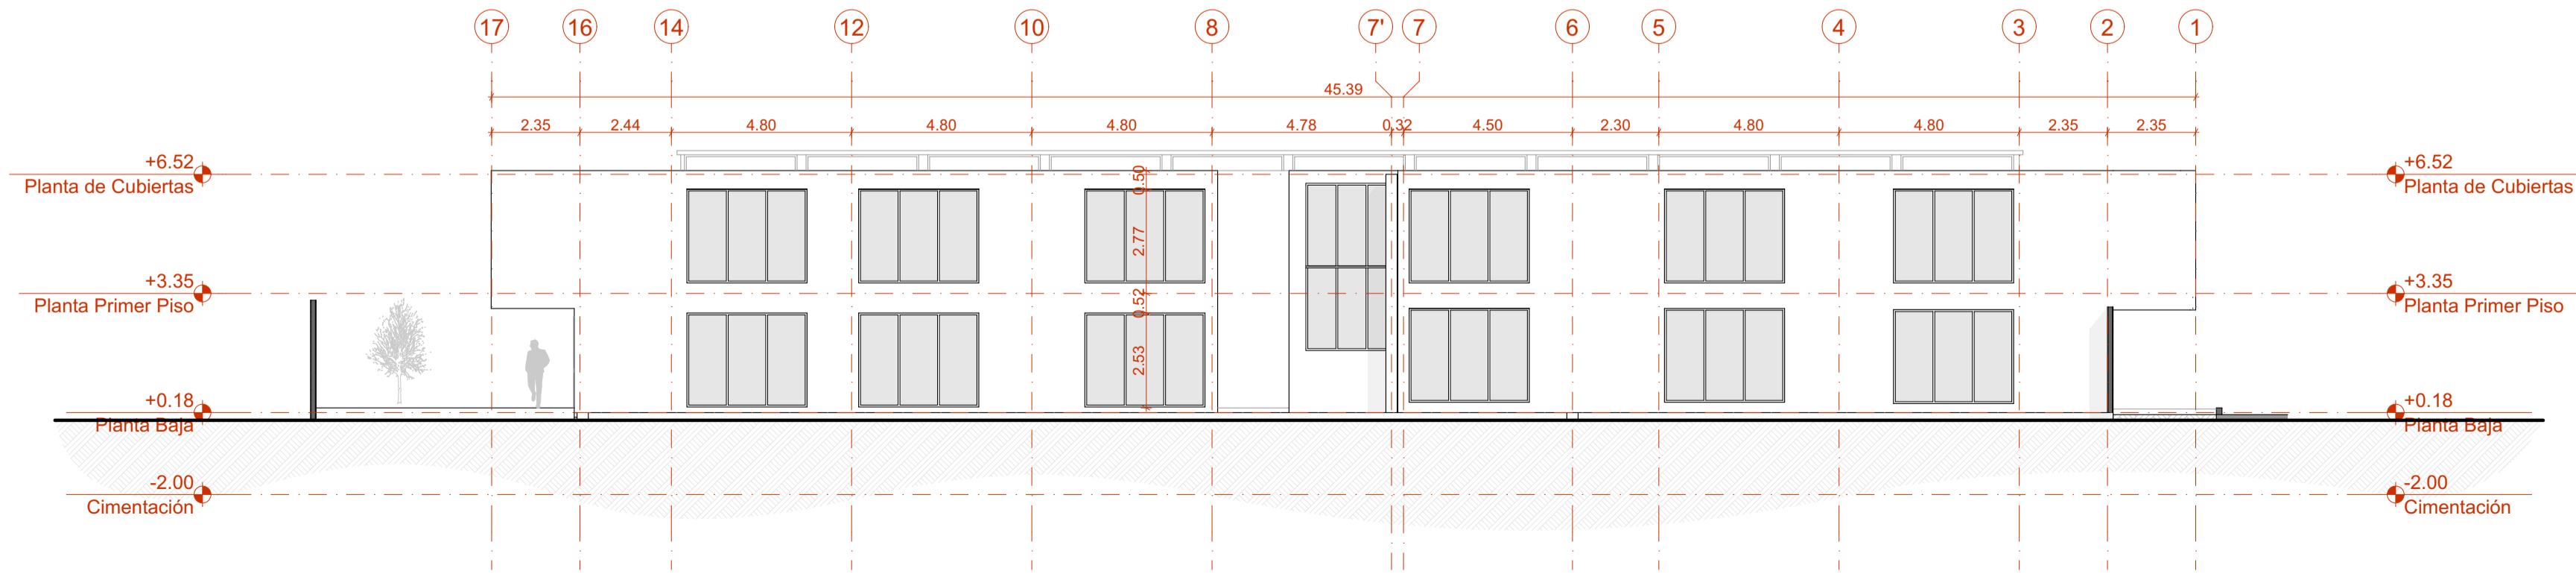 17 16 14 12 10 8 7' 7 6 5 4 3 2 1
45.39
2.35 2.44 4.80 4.80 4.80 4.78 0.32 4.50 2.30 4.80 4.80 2.35 2.35
+6.52
Planta de Cubiertas
+3.35
Planta Primer Piso
+0.18
Planta Baja
-2.00
Cimentación
0.50
2.77
0.52
2.53
+6.52
Planta de Cubiertas
+3.35
Planta Primer Piso
+0.18
Planta Baja
-2.00
Cimentación